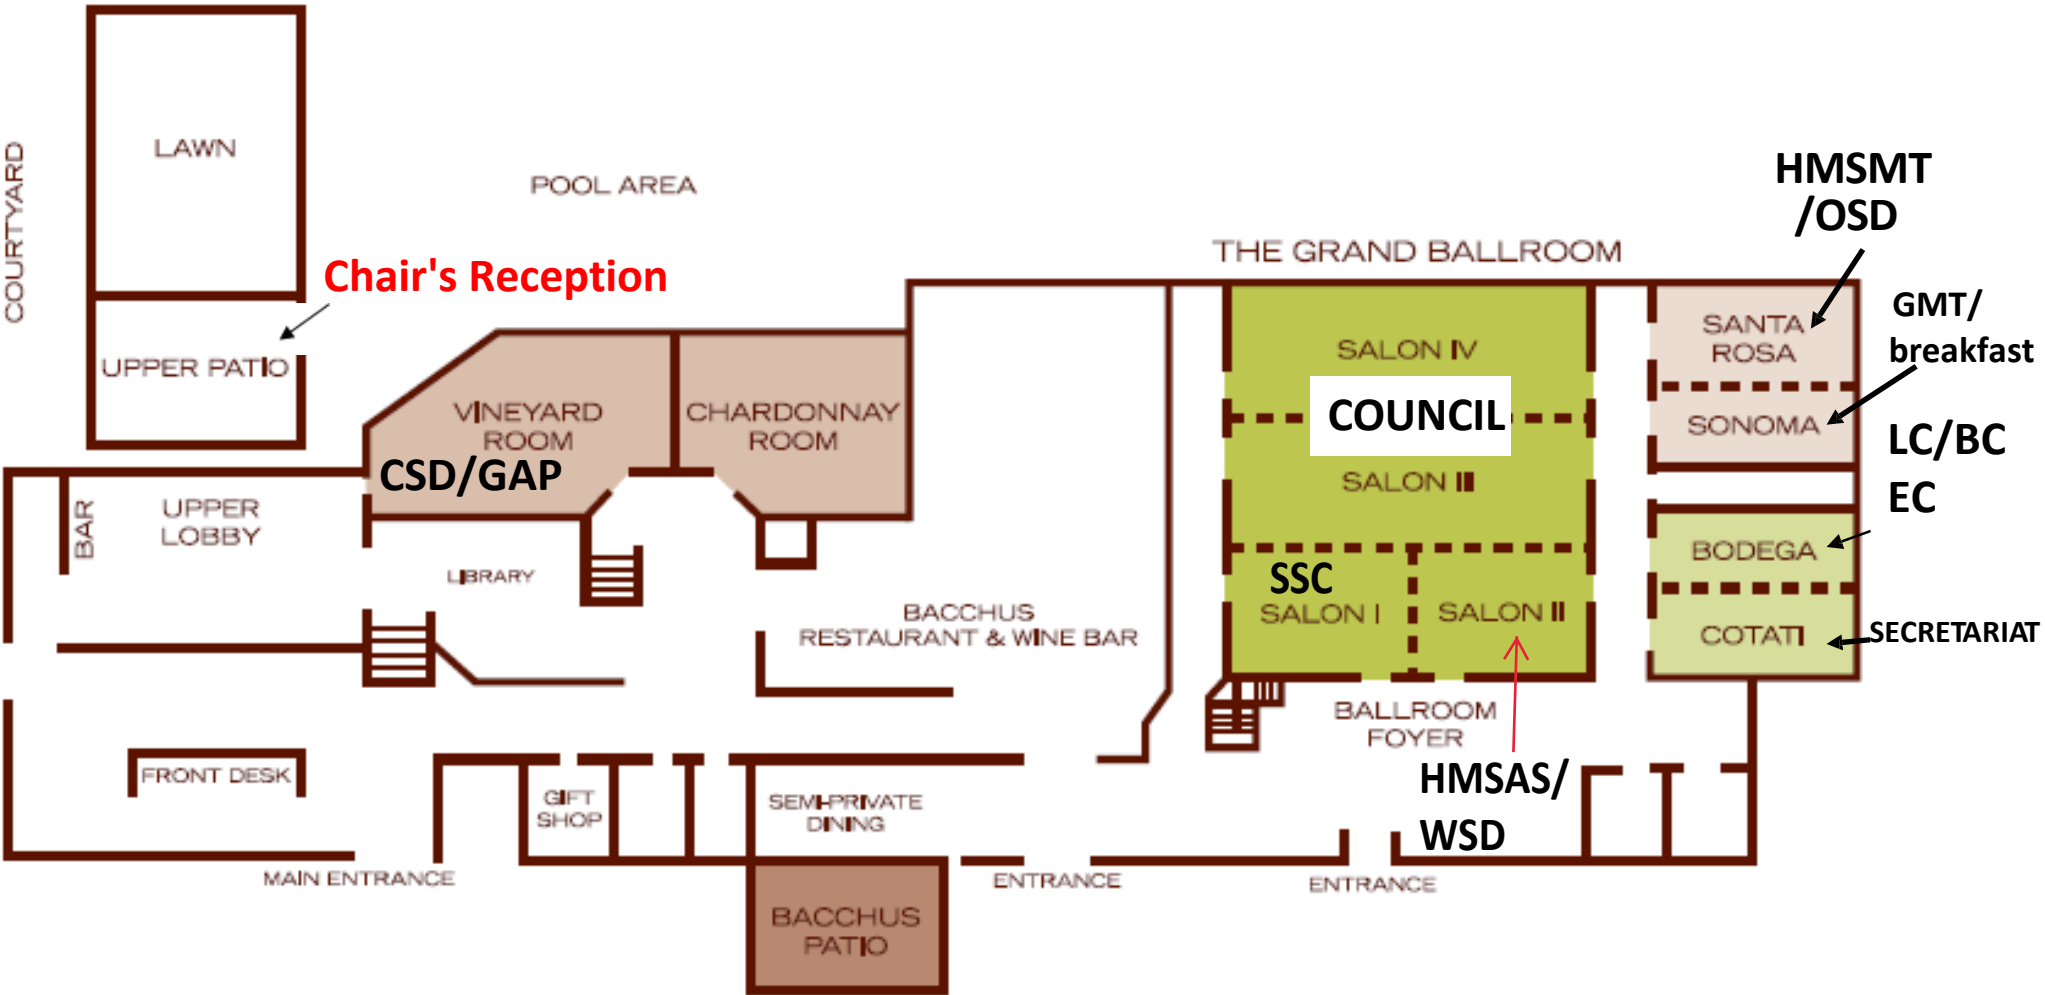 COURTYARD
LAWN
UPPER PATIO
Chair's Reception
POOL AREA
THE GRAND BALLROOM
HMSMT
/OSD
GMT/
breakfast
LC/BC
EC
SECRETARIAT
VINEYARD
ROOM
CSD/GAP
CHARDONNAY
ROOM
SALON IV
COUNCIL
SALON III
SSC
SALON I
SALON II
SANTA
ROSA
SONOMA
BODEGA
COTATI
BAR
UPPER
LOBBY
LIBRARY
BACCHUS
RESTAURANT & WINE BAR
BALLROOM
FOYER
HMSAS/
WSD
FRONT DESK
GIFT
SHOP
SEMI-PRIVATE
DINING
MAIN ENTRANCE
ENTRANCE
ENTRANCE
BACCHUS
PATIO